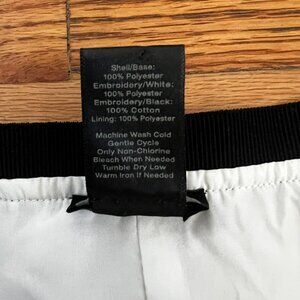 Shell/Base:
100% Polyester
Embroidery/White:
100% Polyester
Embroidery/Black:
100% Cotton
Lining: 100% Polyester
Machine Wash Cold
Gentle Cycle
Only Non-Chlorine
Bleach When Needed
Tumble Dry Low
Warm Iron if Needed